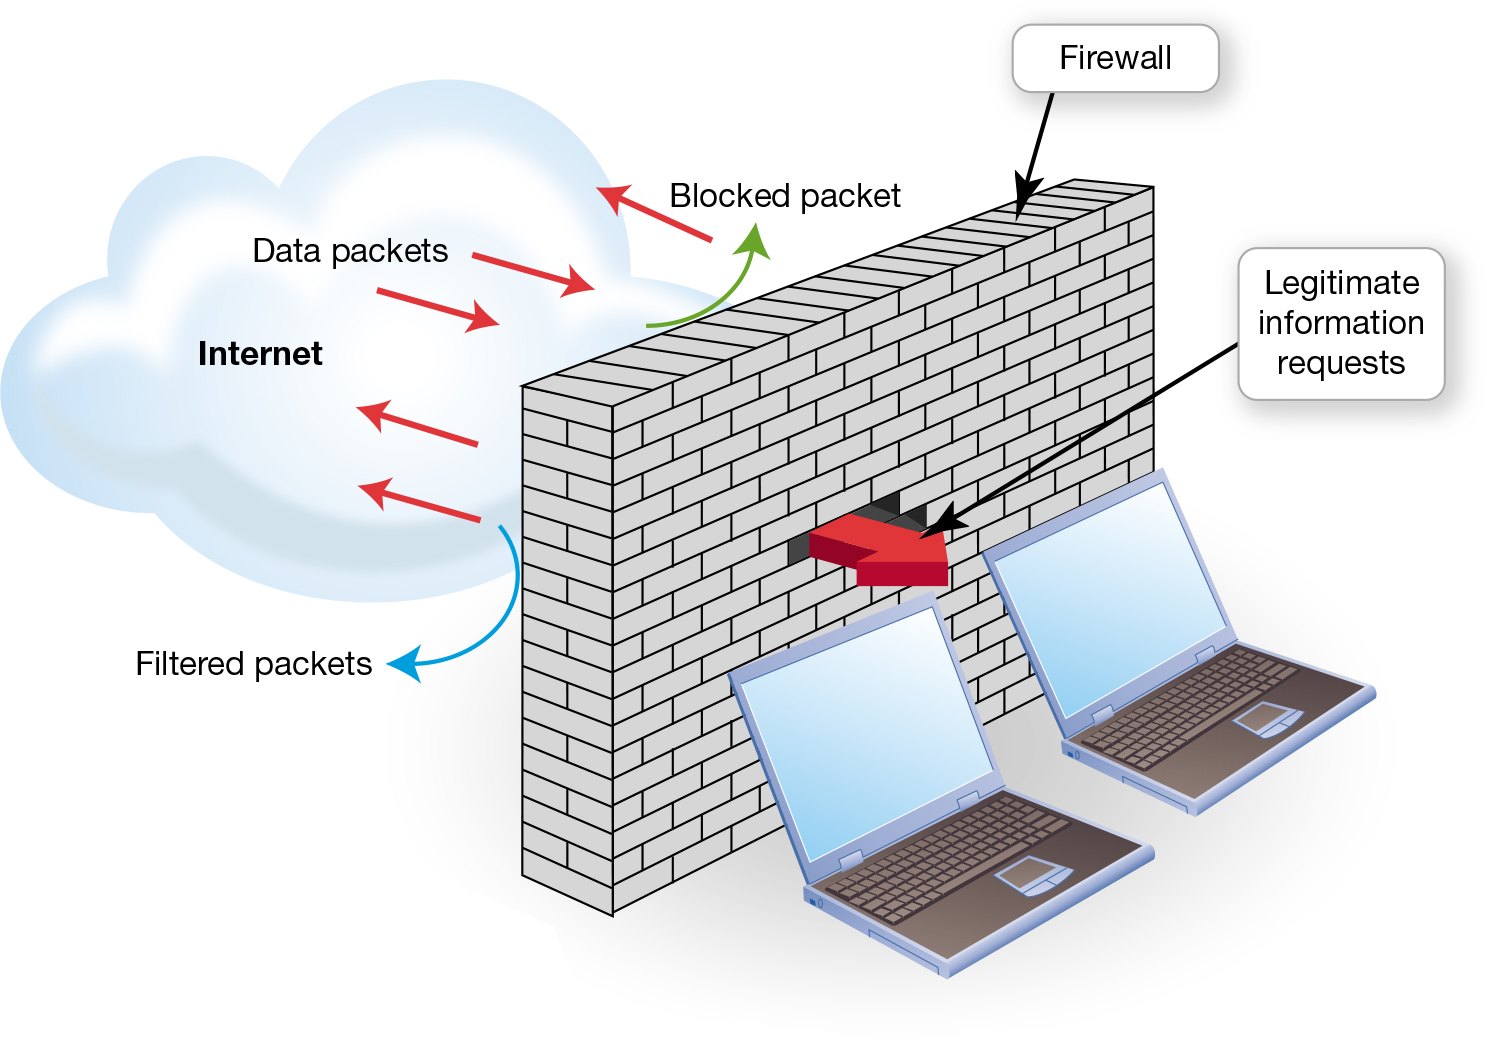 Firewall
Blocked packet
Data packets
Legitimate
information
requests
Internet
Filtered packets